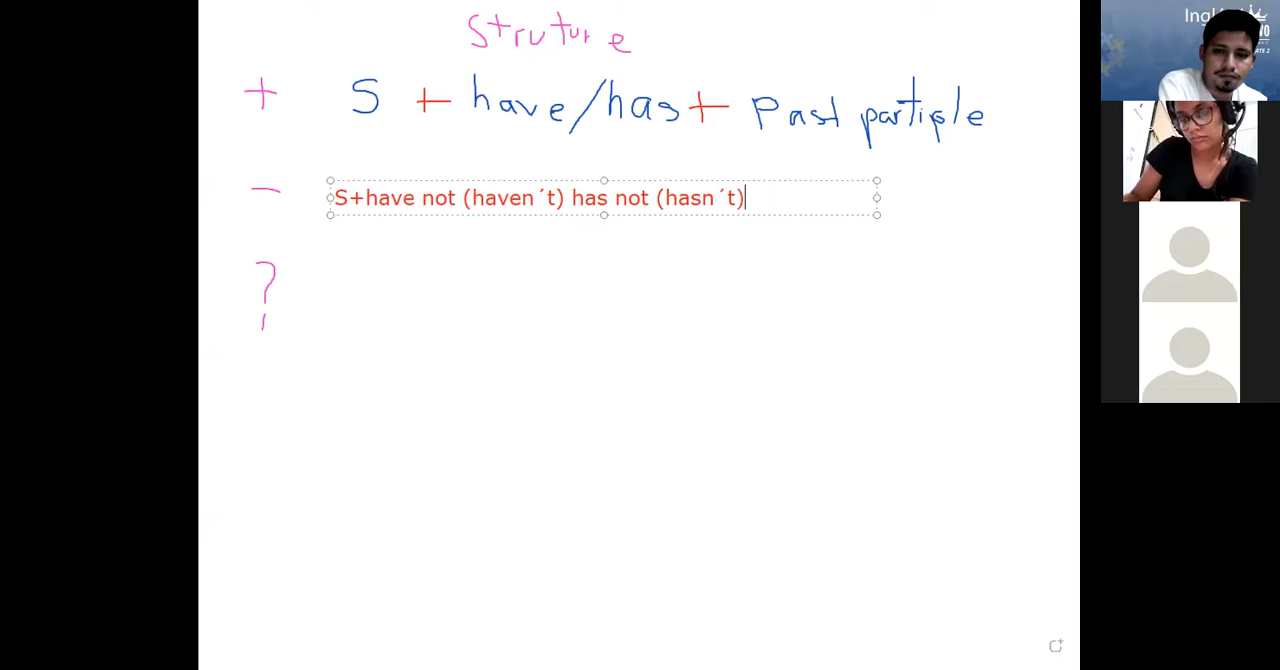 Struture
+ S + have/has + Past partiple
- S+have not (haven´t) has not (hasn´t)
?